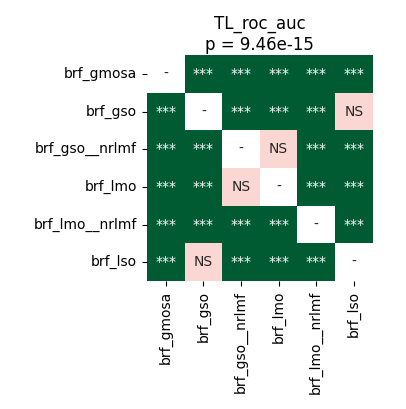 TL_roc_auc
p = 9.46e-15
brf_gmosa - *** *** *** *** ***
brf_gso *** - *** *** *** NS
brf_gso__nrlmf *** *** - NS *** ***
brf_lmo *** *** NS - *** ***
brf_lmo__nrlmf *** *** *** *** - ***
brf_lso *** NS *** *** *** -
brf_gmosa
brf_gso
brf_gso__nrlmf
brf_lmo
brf_lmo__nrlmf
brf_lso